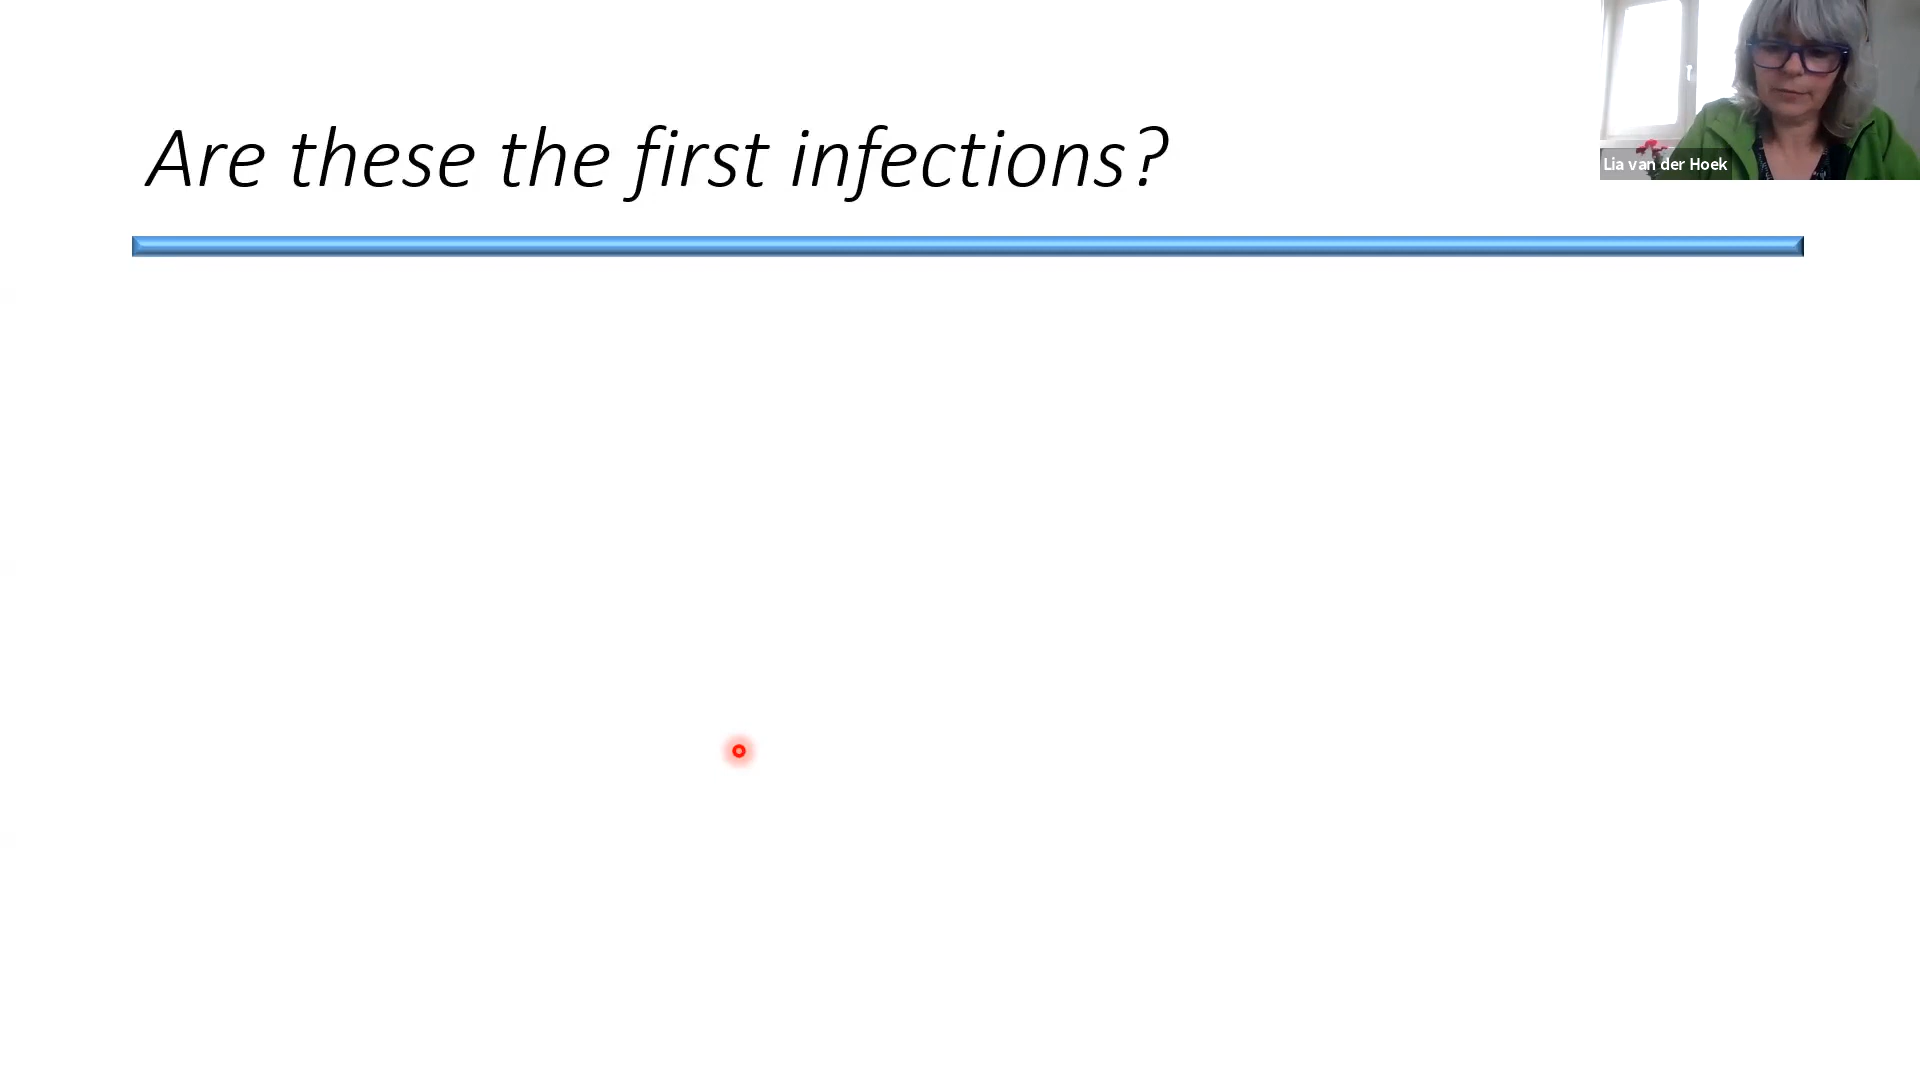 Are these the first infections?
Lia van der Hoek